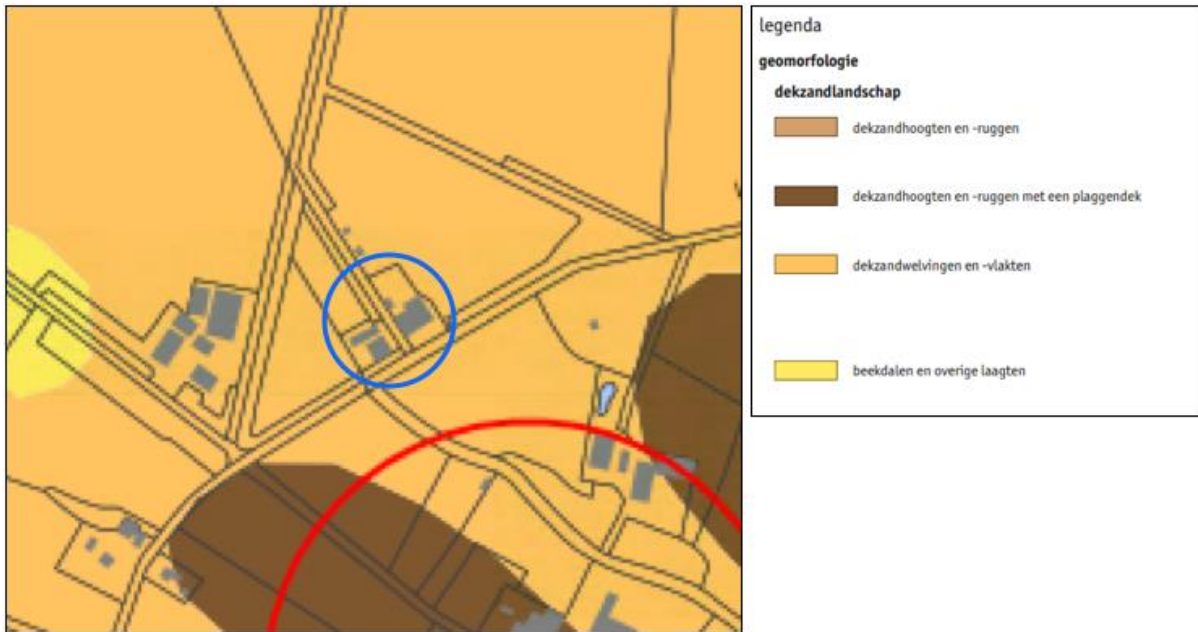 legenda
geomorfologie
dekzandlandschap
dekzandhoogten en -ruggen
dekzandhoogten en -ruggen met een plaggendek
dekzandwelvingen en -vlakten
beekdalen en overige laagten